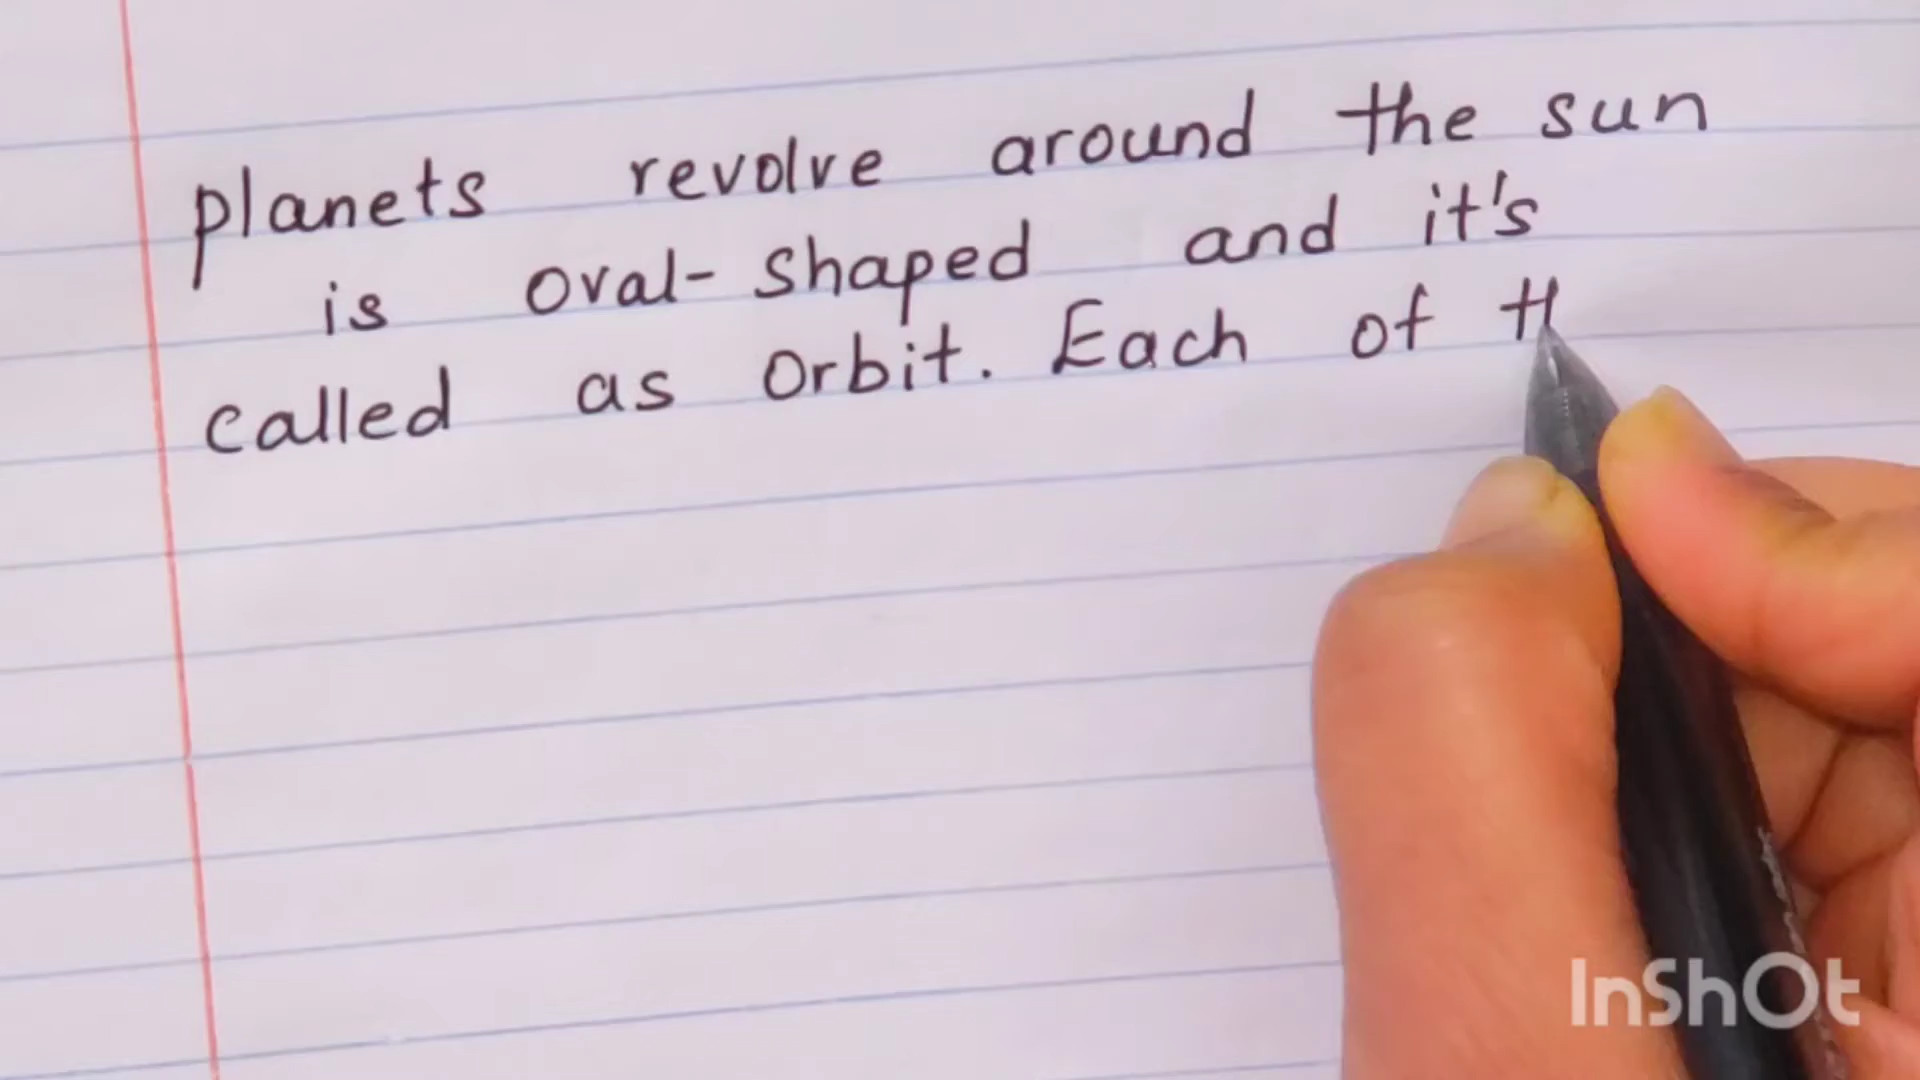 planets revolve around the sun
is oval-shaped and it's
called as orbit. Each of
InShOt